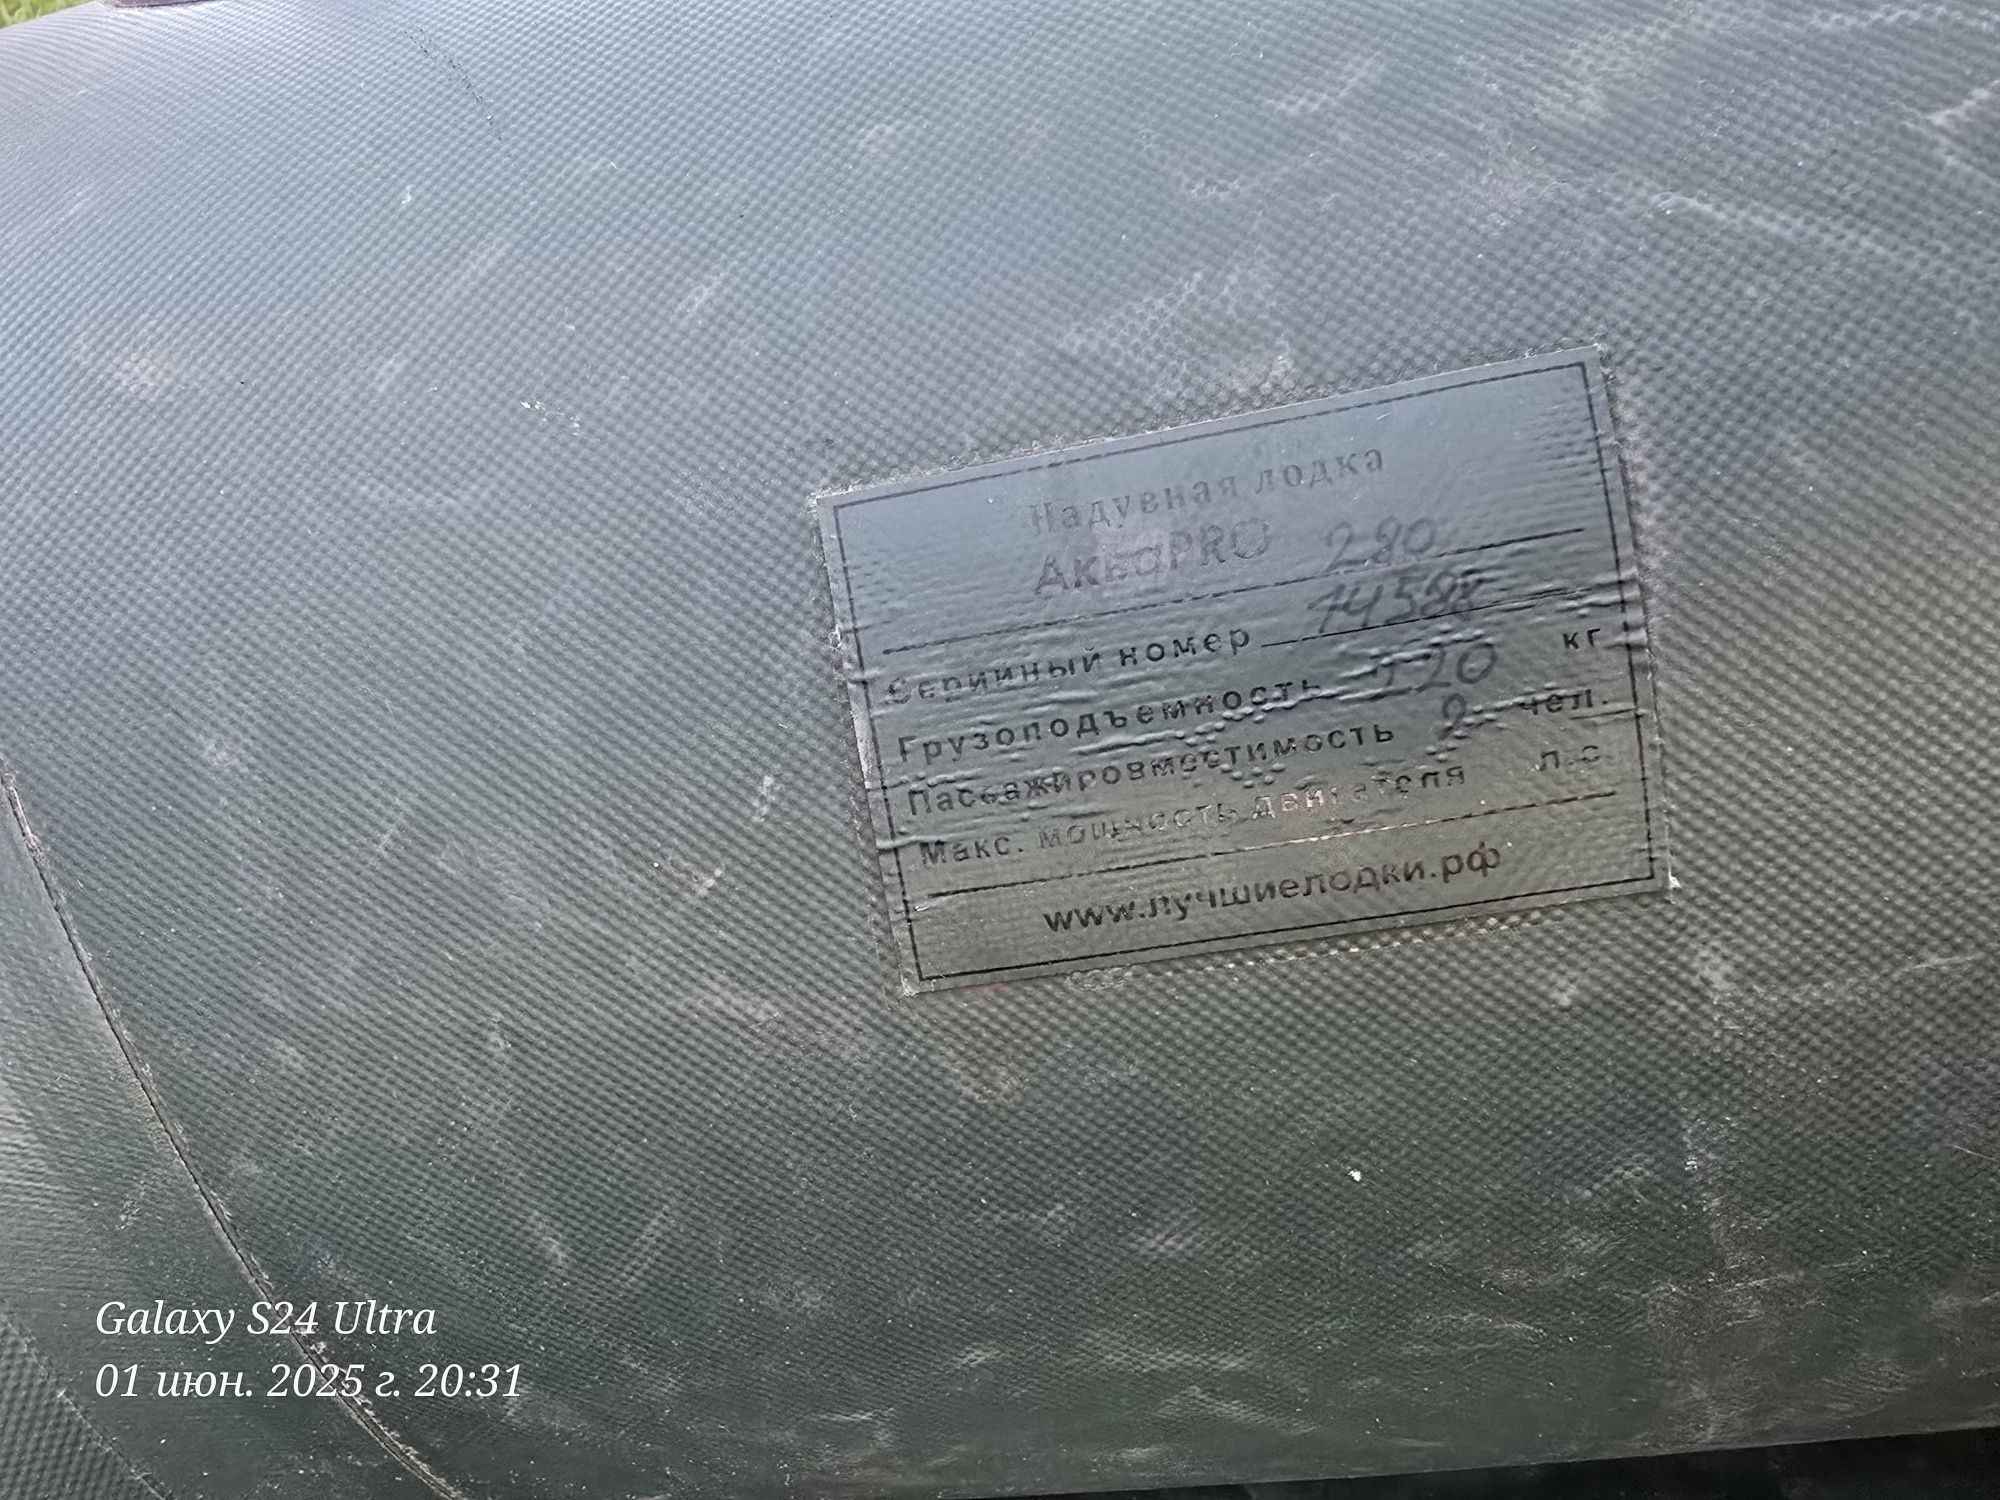 Надувная лодка
АкваPRO 280
Серийный номер 14588
Грузоподъемность 220 кг
Пассажировместимость 2 чел.
Макс. мощность двигателя л.с.
www.лучшиелодки.рф
Galaxy S24 Ultra
01 июн. 2025 г. 20:31